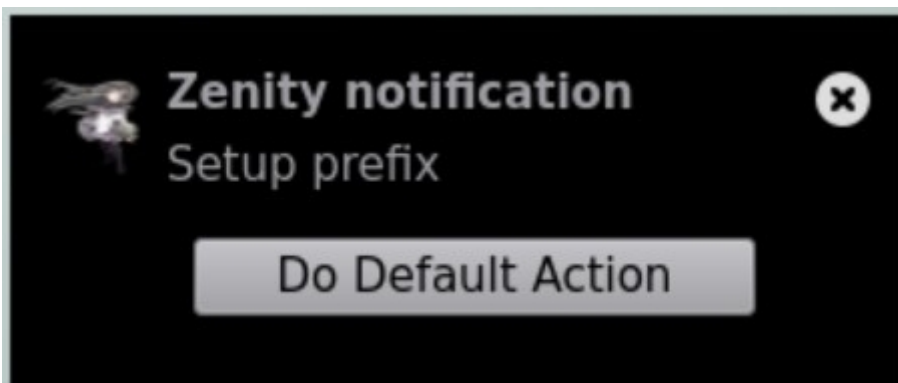 Zenity notification
Setup prefix
Do Default Action